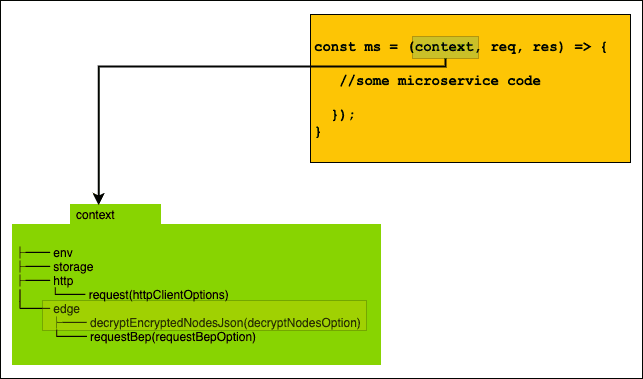 const ms = (context, req, res) => {
//some microservice code
});
}
context
env
storage
http
request(httpClientOptions)
edge
decryptEncryptedNodesJson(decryptNodesOption)
requestBep(requestBepOption)